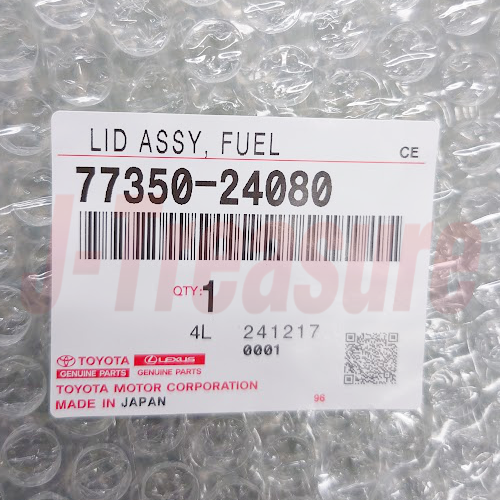 LID ASSY, FUEL
CE
77350-24080
J-Treasure
QTY: 1
4L 241217
0001
TOYOTA LEXUS
GENUINE PARTS GENUINE PARTS
TOYOTA MOTOR CORPORATION
MADE IN JAPAN 96